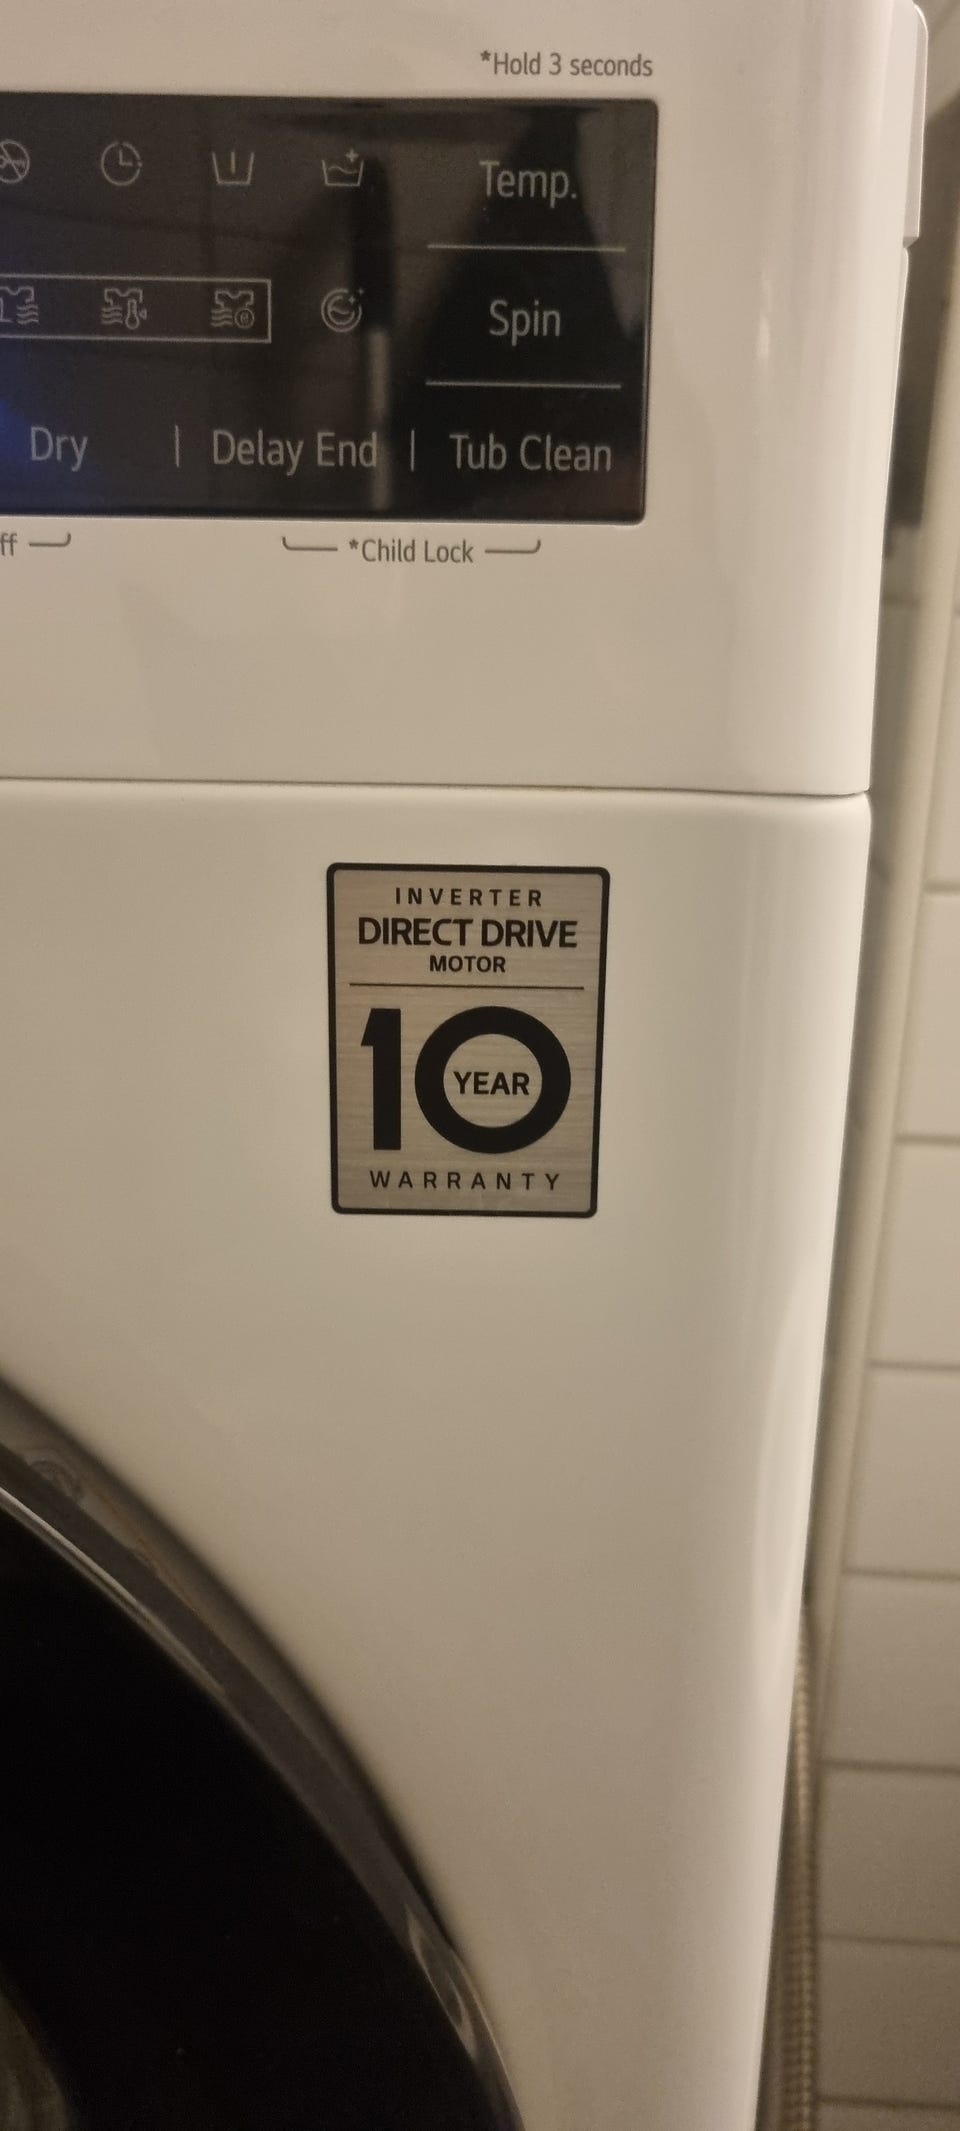 *Hold 3 seconds
Temp.
Spin
Dry | Delay End | Tub Clean
ff *Child Lock
INVERTER
DIRECT DRIVE
MOTOR
10
YEAR
WARRANTY